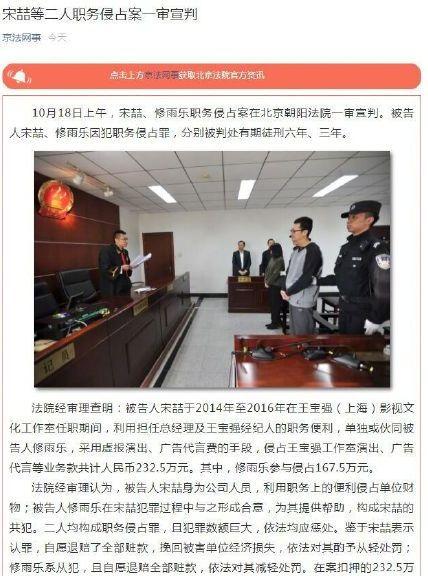 宋喆等二人职务侵占案一审宣判
京法网事 今天
点击上方京法网事获取北京法院官方资讯
10月18日上午，宋喆、修雨乐职务侵占案在北京朝阳法院一审宣判。被告
人宋喆、修雨乐因犯职务侵占罪，分别被判处有期徒刑六年、三年。
书记员
法院经审理查明：被告人宋喆于2014年至2016年在王宝强（上海）影视文
化工作室任职期间，利用担任总经理及王宝强经纪人的职务便利，单独或伙同被
告人修雨乐，采用虚报演出、广告代言费的手段，侵占王宝强工作室演出、广告
代言等业务款共计人民币232.5万元。其中，修雨乐参与侵占167.5万元。
法院经审理认为，被告人宋喆身为公司人员，利用职务上的便利侵占单位财
物；被告人修雨乐在宋喆犯罪过程中与之形成合意，为其提供帮助，构成宋喆的
共犯。二人均构成职务侵占罪，且犯罪数额巨大，依法均应惩处。鉴于宋喆表示
认罪，自愿退赔了全部赃款，挽回被害单位经济损失，依法对其酌予从轻处罚；
修雨乐系从犯，且自愿退赔全部赃款，依法对其减轻处罚。在案扣押的232.5万